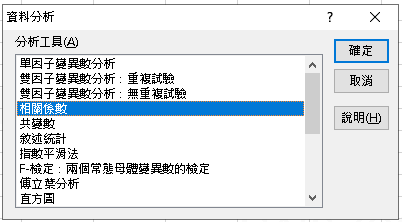 資料分析
分析工具(A)
單因子變異數分析
雙因子變異數分析：重複試驗
雙因子變異數分析：無重複試驗
相關係數
共變數
敘述統計
指數平滑法
F-檢定：兩個常態母體變異數的檢定
傅立葉分析
直方圖
確定
取消
說明(H)